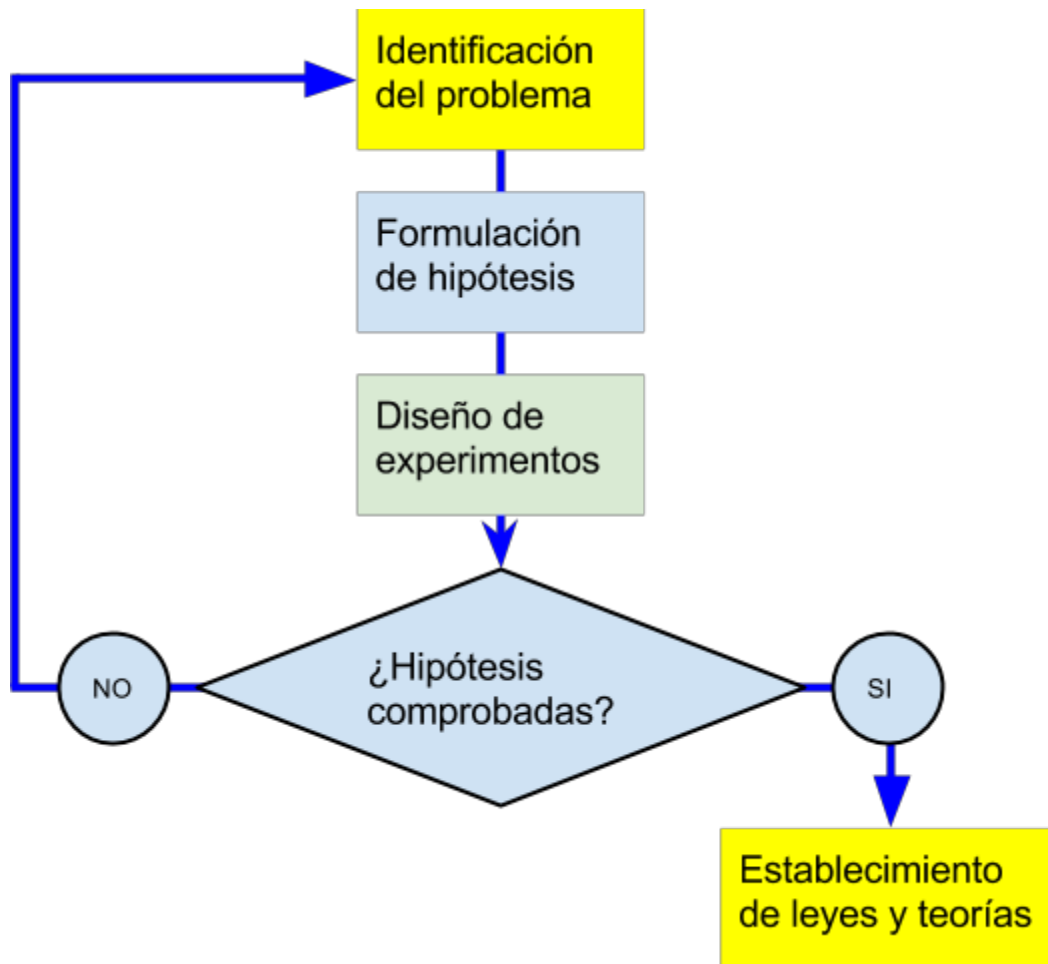 Identificación
del problema
Formulación
de hipótesis
Diseño de
experimentos
¿Hipótesis
comprobadas?
NO
SI
Establecimiento
de leyes y teorías